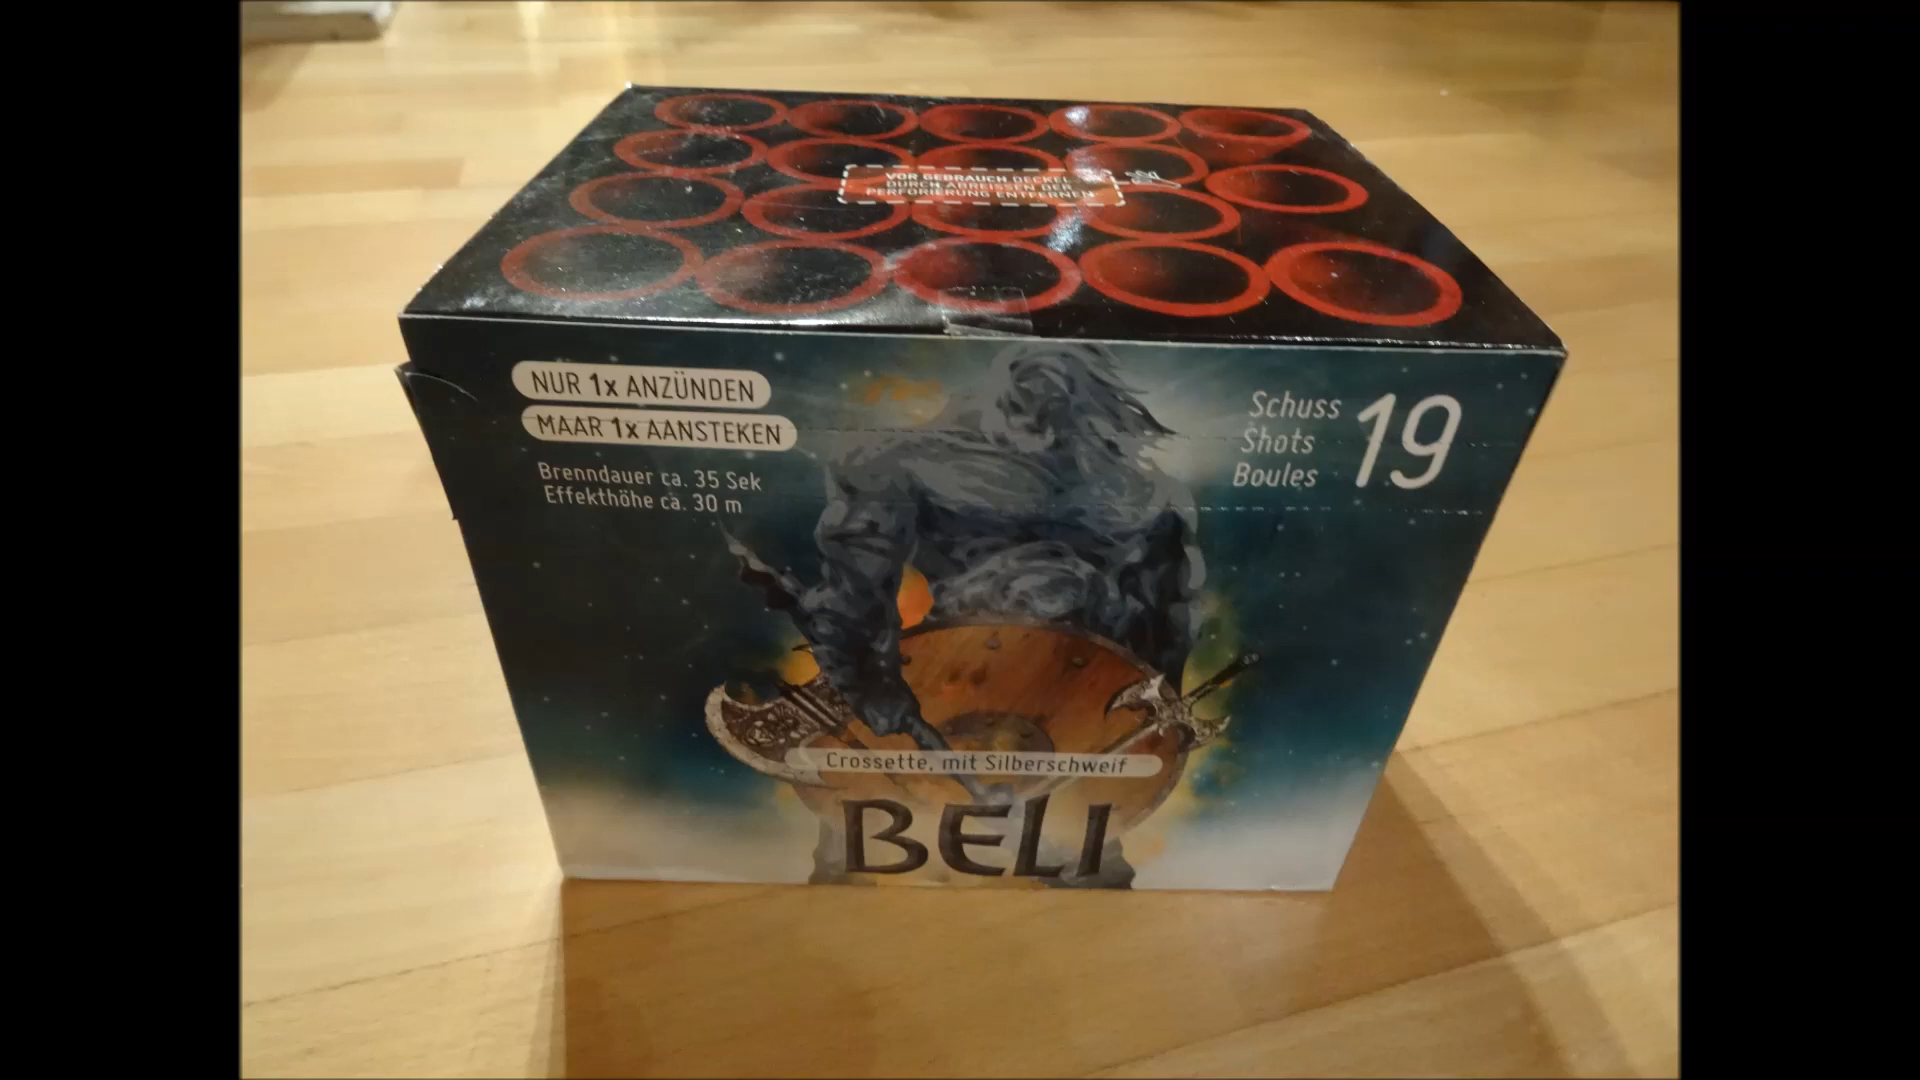 VOR GEBRAUCH DECKEL
DURCH ABREISSEN DER
PERFORIERUNG ENTFERNEN
NUR 1x ANZÜNDEN
MAAR 1x AANSTEKEN
Brenndauer ca. 35 Sek
Effekthöhe ca. 30 m
Schuss
Shots
Boules
19
Crossette, mit Silberschweif
BELI